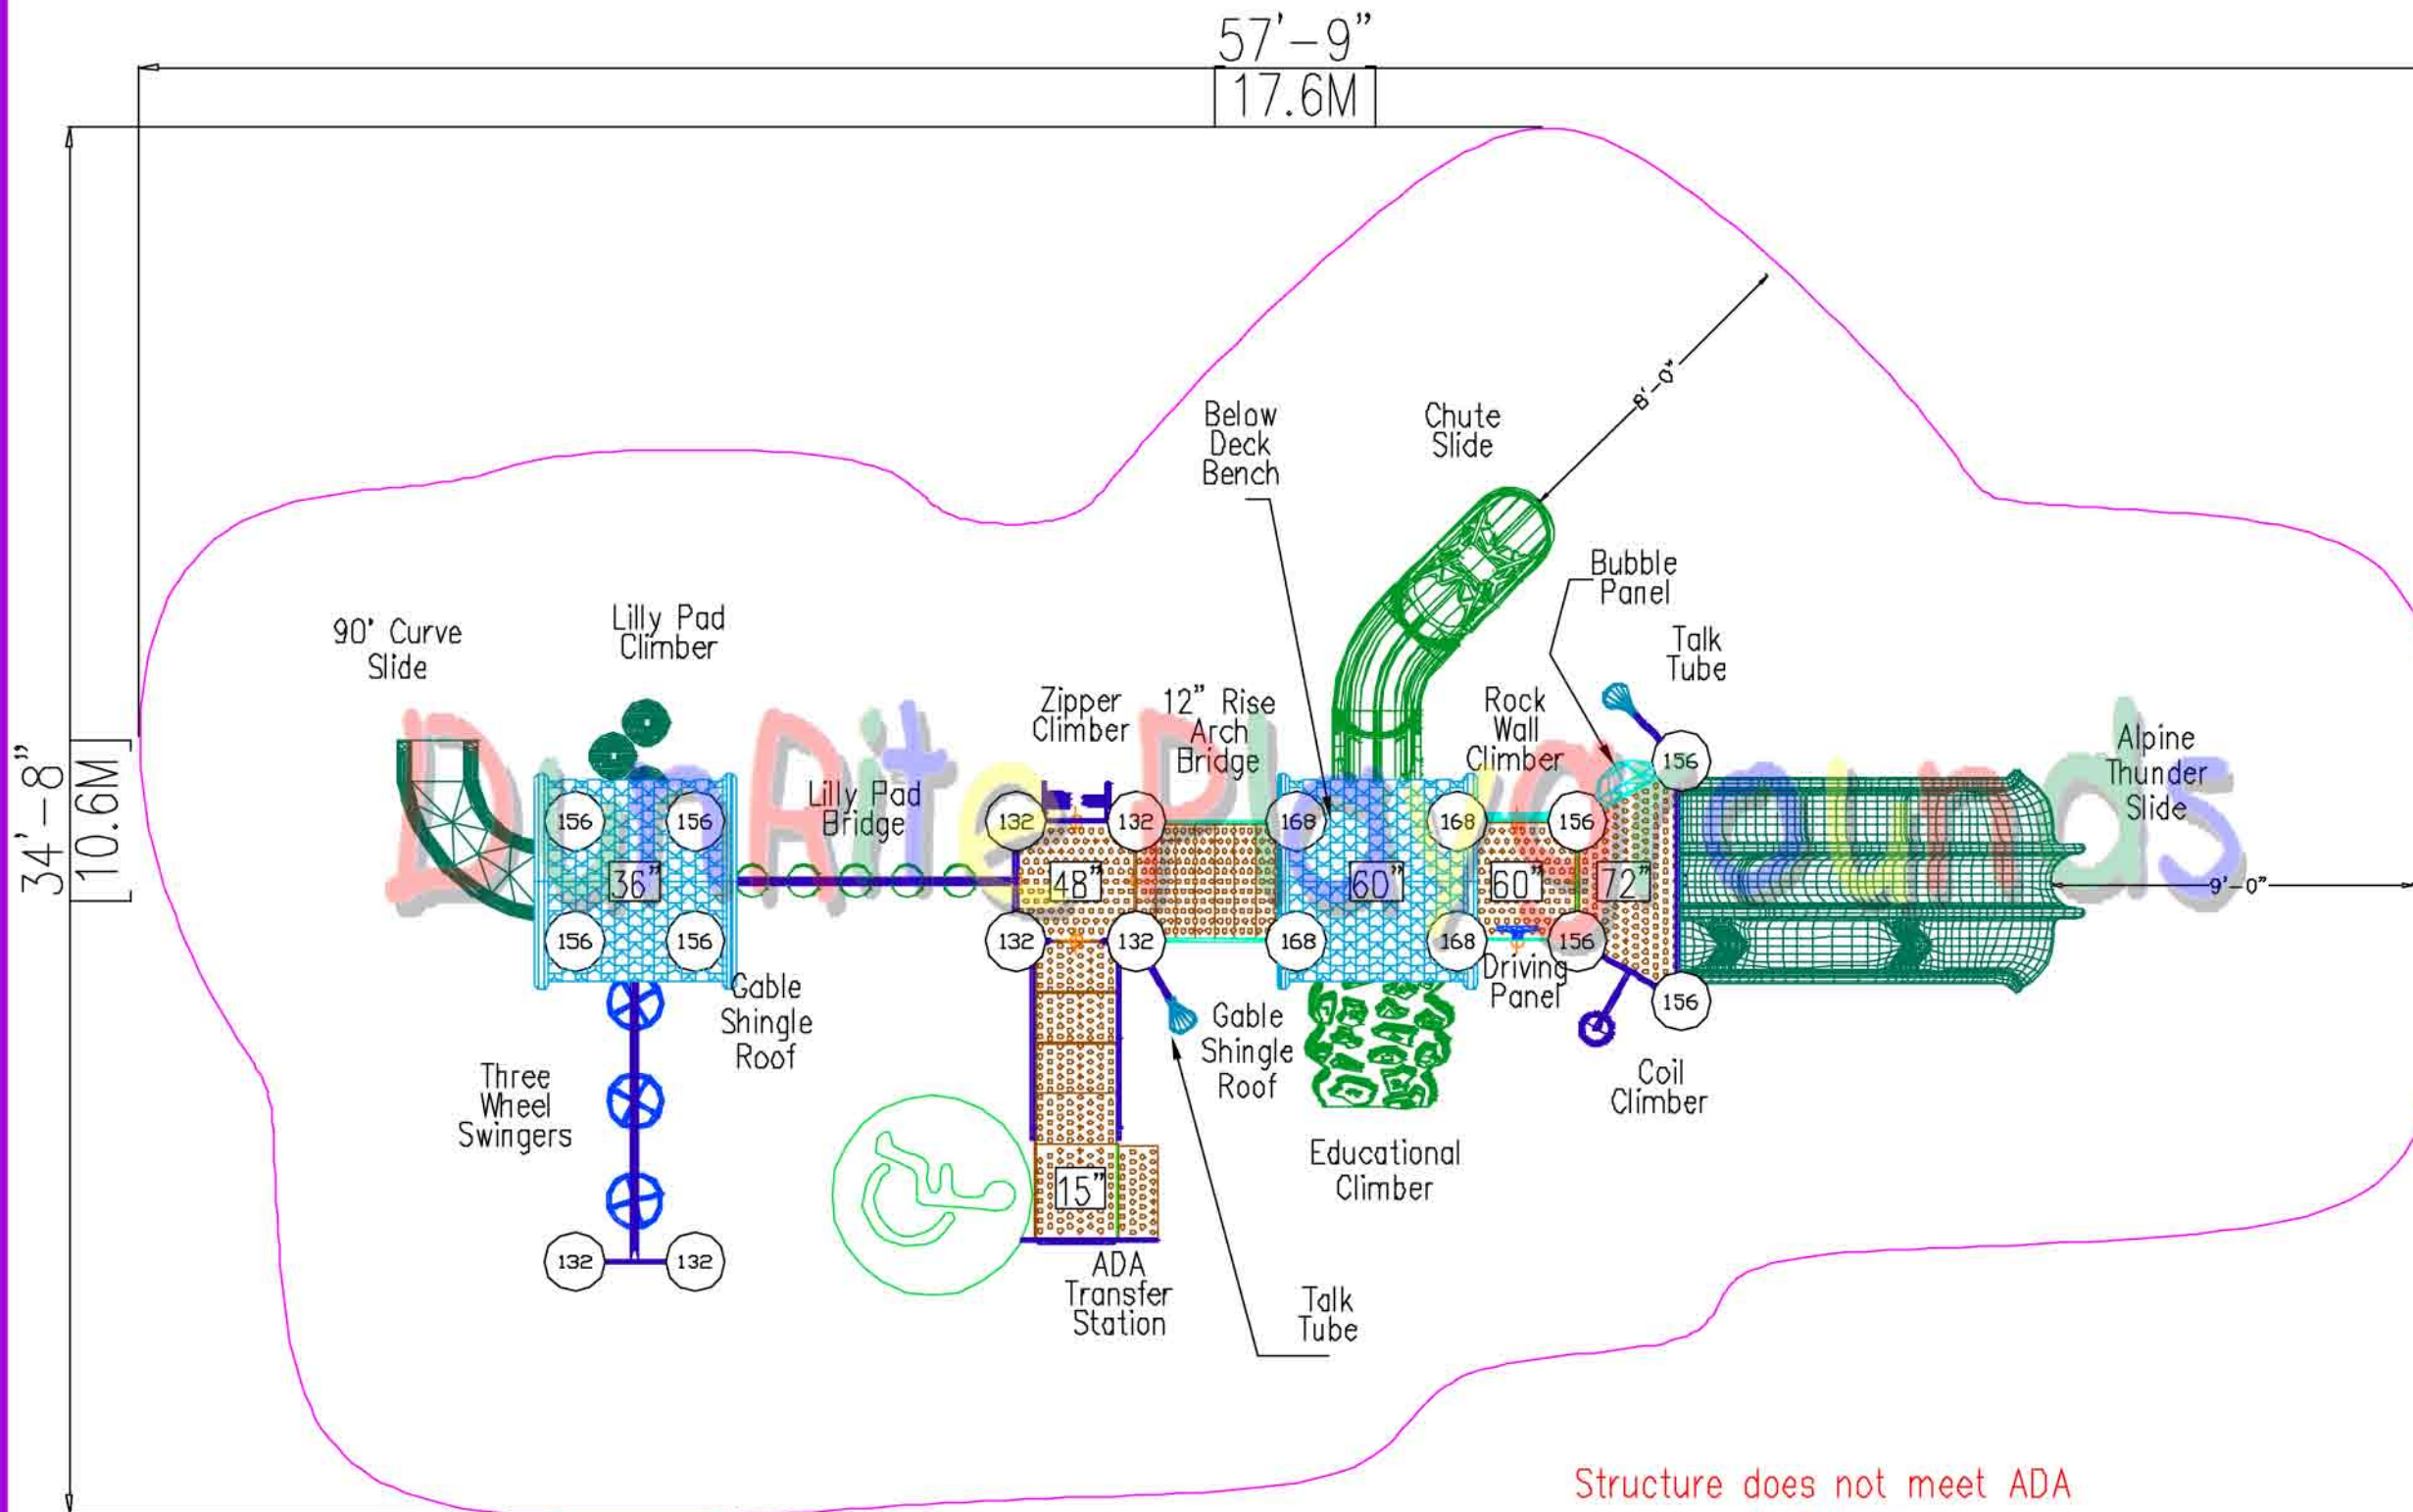 57'-9"
17.6M
34'-8"
10.6M
8'-0"
Below
Deck
Bench
Chute
Slide
Bubble
Panel
Talk
Tube
90' Curve
Slide
Lilly Pad
Climber
Zipper
Climber
12" Rise
Arch
Bridge
Rock
Wall
Climber
Alpine
Thunder
Slide
Lilly Pad
Bridge
DunRite Playgrounds
156
156
156
132
132
168
168
156
36"
48"
60"
60"
72"
9'-0"
156
156
132
132
168
168
156
156
Gable
Shingle
Roof
Driving
Panel
Gable
Shingle
Roof
Three
Wheel
Swingers
Coil
Climber
Educational
Climber
15"
132
132
ADA
Transfer
Station
Talk
Tube
Structure does not meet ADA